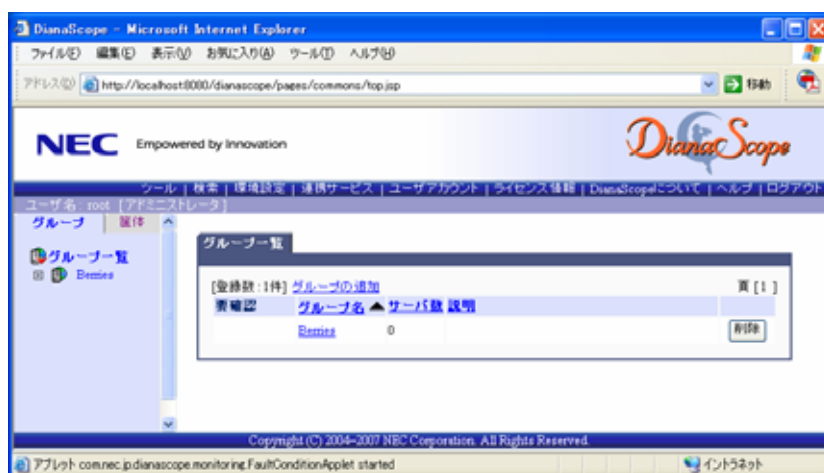 DianaScope - Microsoft Internet Explorer
ファイル(F) 編集(E) 表示(V) お気に入り(A) ツール(T) ヘルプ(H)
アドレス(D) http://localhost:8080/dianascope/pages/commons/top.jsp 移動
NEC Empowered by Innovation DianaScope
ツール | 検索 | 環境設定 | 連携サービス | ユーザアカウント | ライセンス情報 | DianaScopeについて | ヘルプ | ログアウト
ユーザ名 : root [アドミニストレータ]
グループ 筐体
グループ一覧
Berries
グループ一覧
[登録数 : 1件] グループの追加 頁 [ 1 ]
要確認 グループ名 ▲ サーバ数 説明
Berries 0 削除
Copyright (C) 2004-2007 NEC Corporation. All Rights Reserved.
アプレット com.nec.jp.dianascope.monitoring.FaultConditionApplet started イントラネット